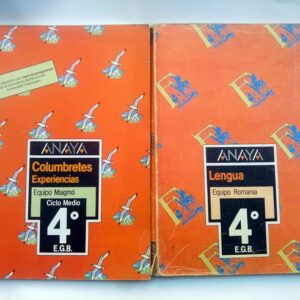 ANAYA
Columbretes
Experiencias
Equipo Maigmó
Ciclo Medio
4º
E.G.B.
ANAYA
Lengua
Equipo Romania
4º
E.G.B.